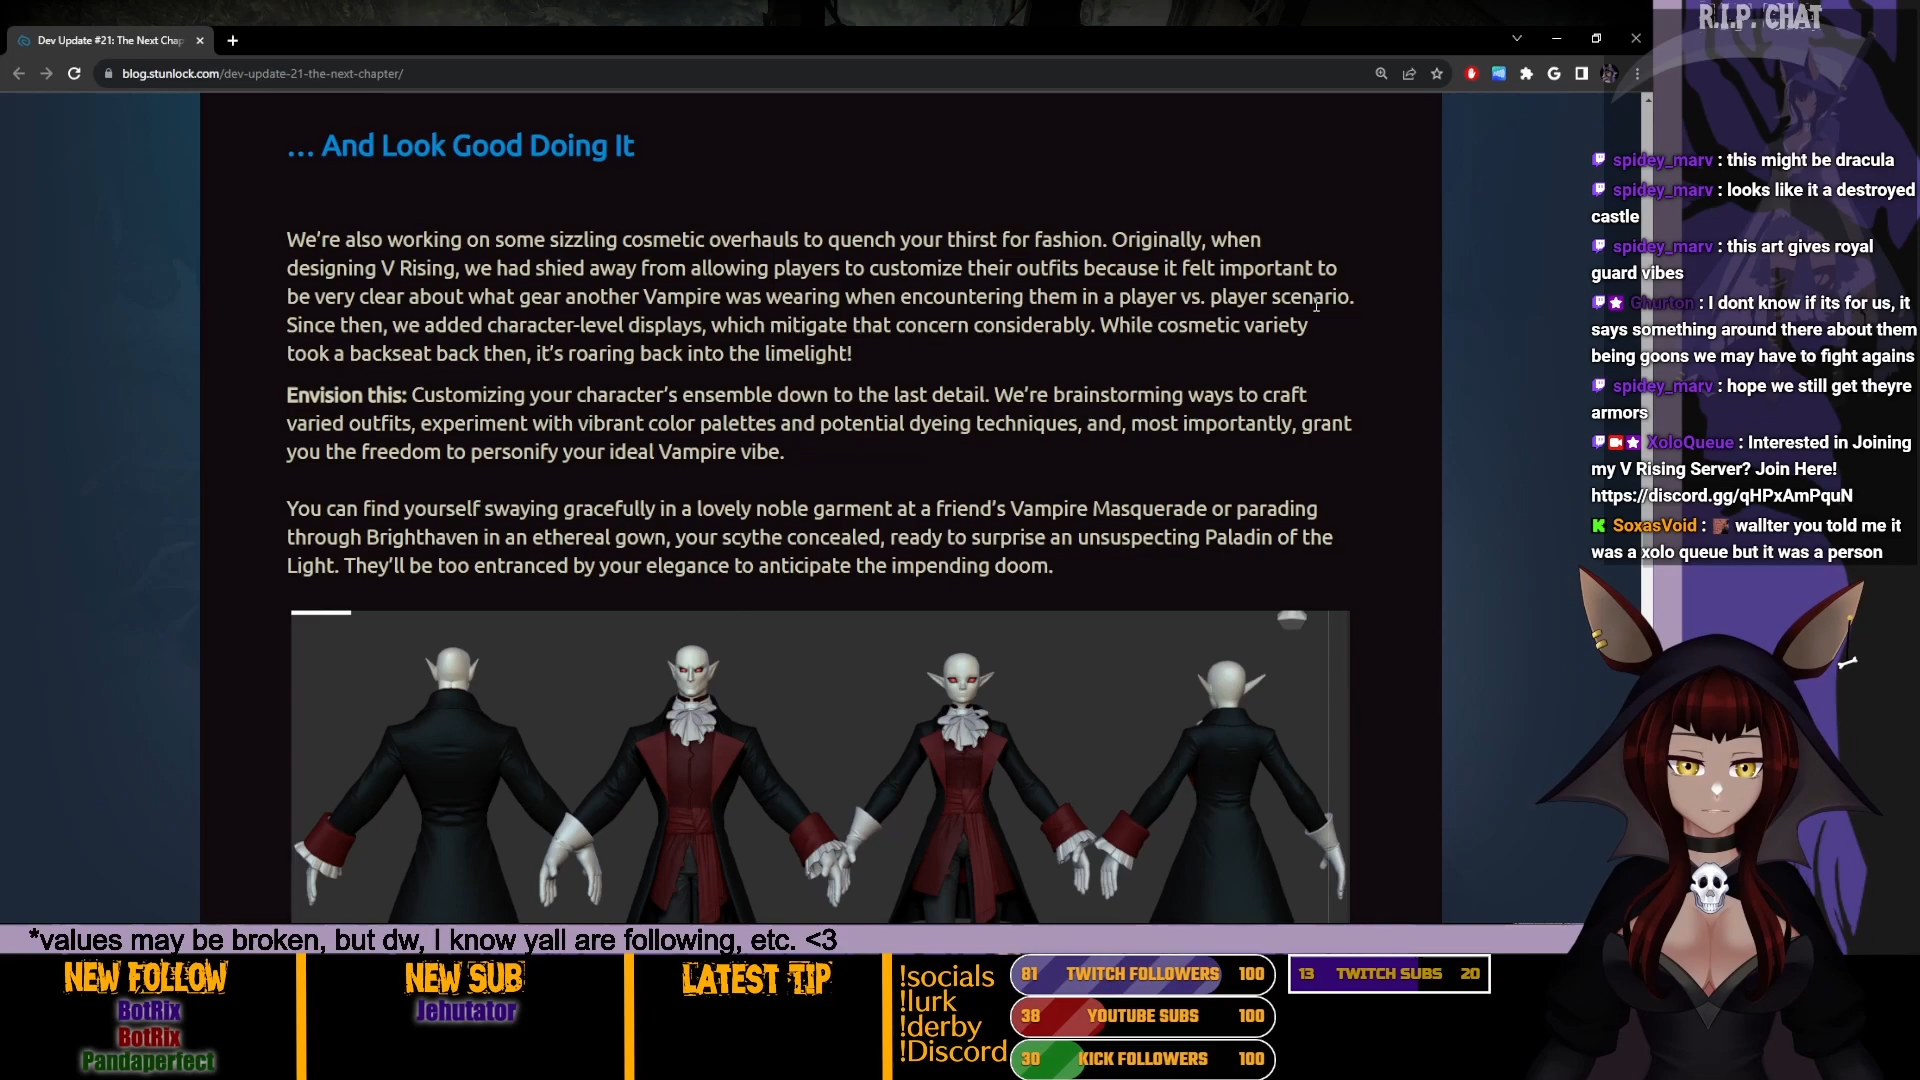 R.I.P. CHAT
Dev Update #21: The Next Chap
blog.stunlock.com/dev-update-21-the-next-chapter/
… And Look Good Doing It
We’re also working on some sizzling cosmetic overhauls to quench your thirst for fashion. Originally, when
designing V Rising, we had shied away from allowing players to customize their outfits because it felt important to
be very clear about what gear another Vampire was wearing when encountering them in a player vs. player scenario.
Since then, we added character-level displays, which mitigate that concern considerably. While cosmetic variety
took a backseat back then, it’s roaring back into the limelight!
Envision this: Customizing your character’s ensemble down to the last detail. We’re brainstorming ways to craft
varied outfits, experiment with vibrant color palettes and potential dyeing techniques, and, most importantly, grant
you the freedom to personify your ideal Vampire vibe.
You can find yourself swaying gracefully in a lovely noble garment at a friend’s Vampire Masquerade or parading
through Brighthaven in an ethereal gown, your scythe concealed, ready to surprise an unsuspecting Paladin of the
Light. They’ll be too entranced by your elegance to anticipate the impending doom.
spidey_marv : this might be dracula
spidey_marv : looks like it a destroyed
castle
spidey_marv : this art gives royal
guard vibes
Ghurton : I dont know if its for us, it
says something around there about them
being goons we may have to fight agains
spidey_marv : hope we still get theyre
armors
XoloQueue : Interested in Joining
my V Rising Server? Join Here!
https://discord.gg/qHPxAmPquN
SoxasVoid : wallter you told me it
was a xolo queue but it was a person
*values may be broken, but dw, I know yall are following, etc. <3
NEW FOLLOW
BotRix
BotRix
Pandaperfect
NEW SUB
Jehutator
LATEST TIP
!socials
!lurk
!derby
!Discord
81 TWITCH FOLLOWERS 100
38 YOUTUBE SUBS 100
30 KICK FOLLOWERS 100
13 TWITCH SUBS 20